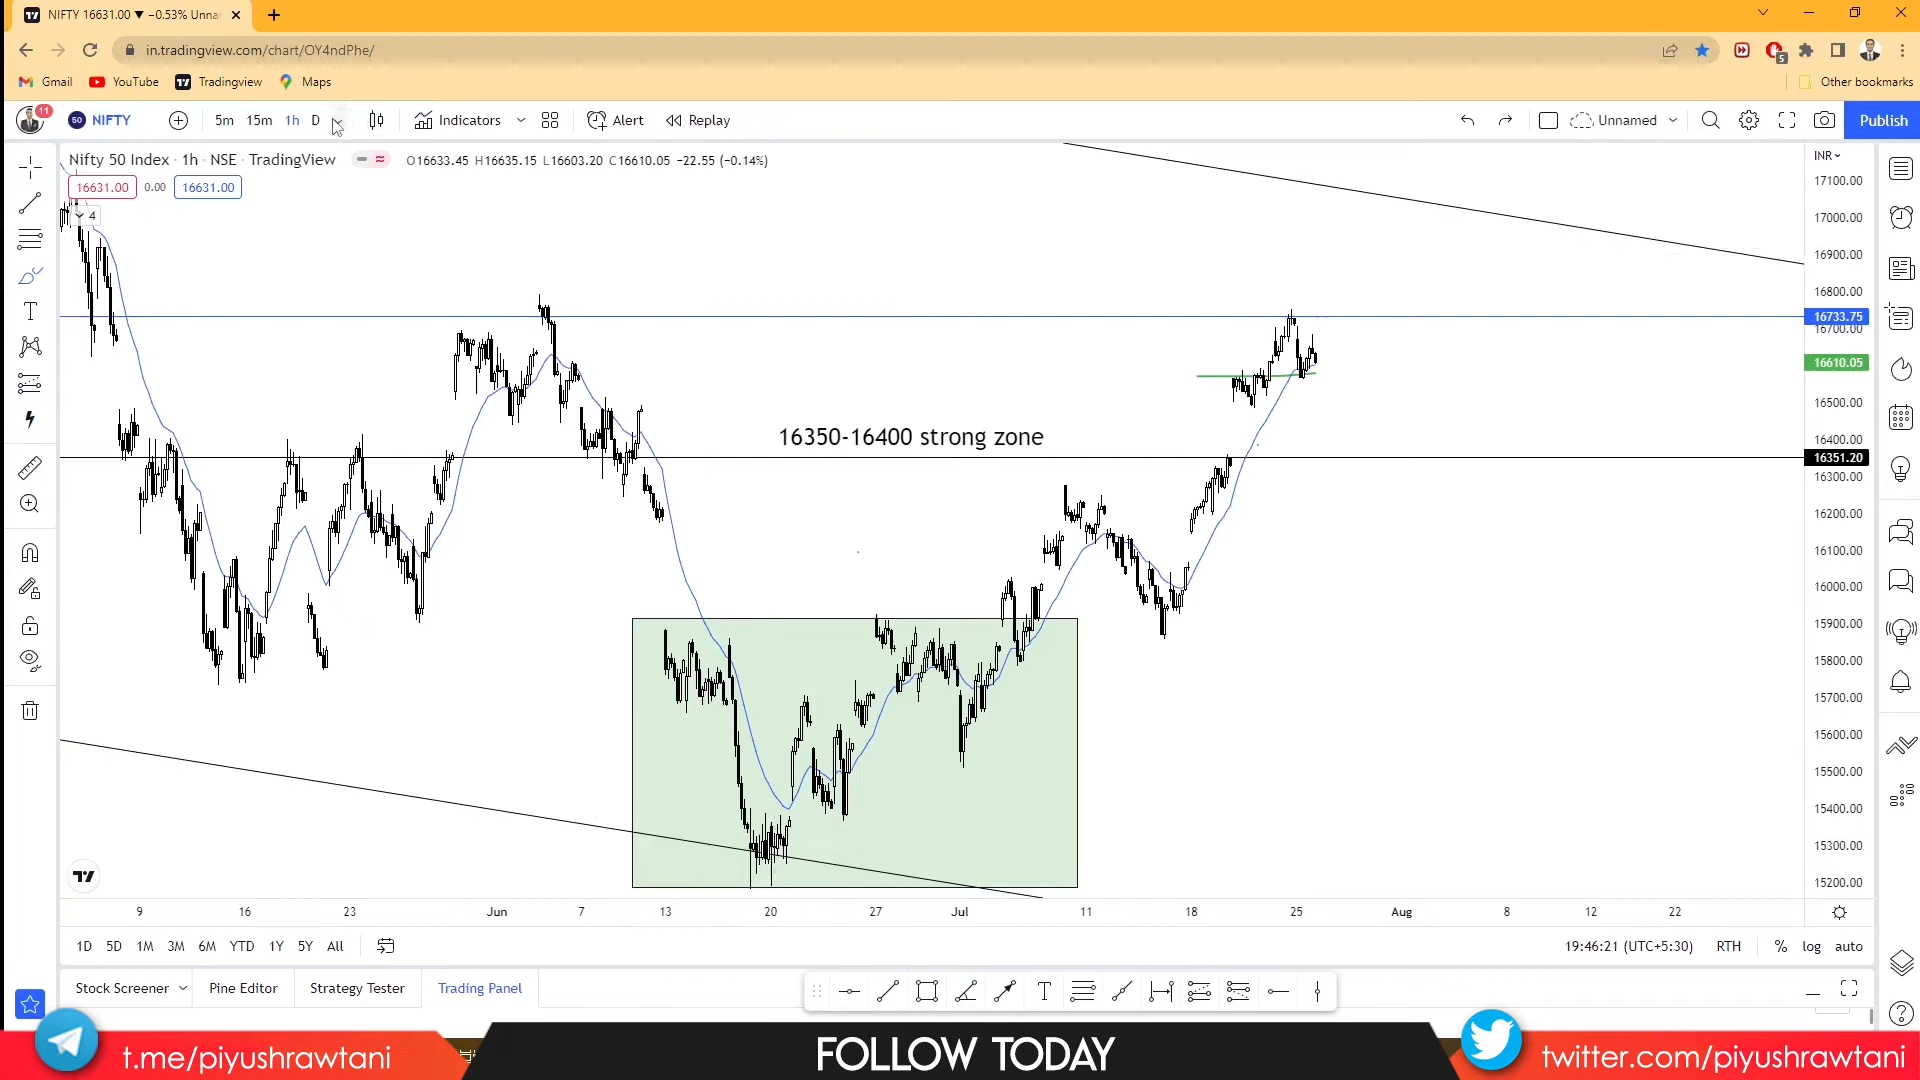 NIFTY 16631.00 ▼ −0.53% Unna
in.tradingview.com/chart/OY4ndPhe/
5
Gmail YouTube Tradingview Maps Other bookmarks
11 50 NIFTY 5m 15m 1h D Indicators Alert Replay Unnamed Publish
Nifty 50 Index · 1h · NSE · TradingView O16633.45 H16635.15 L16603.20 C16610.05 −22.55 (−0.14%)
INR
16631.00 0.00 16631.00
4
17100.00
17000.00
16900.00
16800.00
16733.75
16700.00
16610.05
16500.00
16400.00
16350-16400 strong zone
16351.20
16300.00
16200.00
16100.00
16000.00
15900.00
15800.00
15700.00
15600.00
15500.00
15400.00
15300.00
15200.00
9 16 23 Jun 7 13 20 27 Jul 11 18 25 Aug 8 12 22
1D 5D 1M 3M 6M YTD 1Y 5Y All 19:46:21 (UTC+5:30) RTH % log auto
Stock Screener Pine Editor Strategy Tester Trading Panel
t.me/piyushrawtani FOLLOW TODAY twitter.com/piyushrawtani